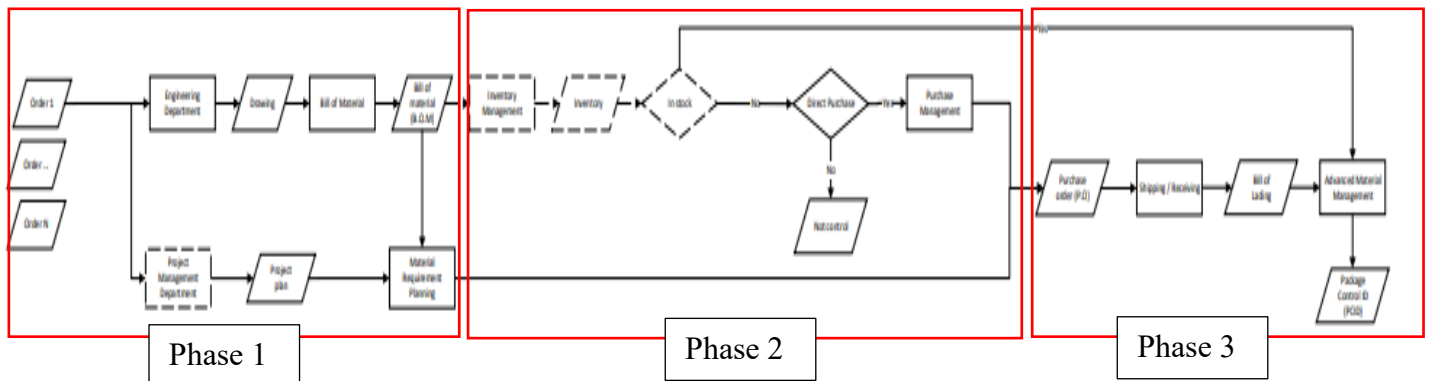 Yes
Order 1
Engineering
Department
Drawing
Bill of Material
Bill of
material
(B.O.M)
Inventory
Management
Inventory
In stock
No
Direct Purchase
Yes
Purchase
Management
Order ...
No
Order N
Not control
Purchase
order (P.O)
Shipping / Receiving
Bill of
Lading
Advanced Material
Management
Project
Management
Department
Project
plan
Material
Requirement
Planning
Package
Control ID
Phase 1
Phase 2
Phase 3